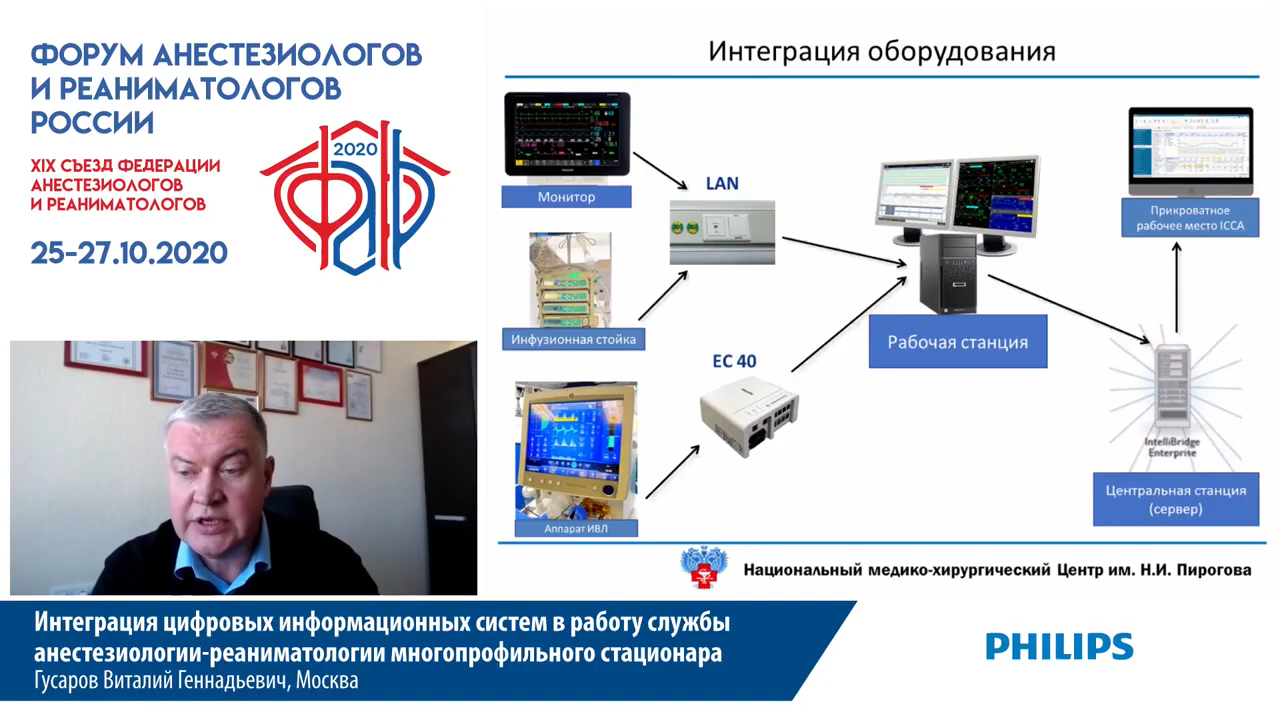 ФОРУМ АНЕСТЕЗИОЛОГОВ
И РЕАНИМАТОЛОГОВ
РОССИИ
XIX СЪЕЗД ФЕДЕРАЦИИ
АНЕСТЕЗИОЛОГОВ
И РЕАНИМАТОЛОГОВ
25-27.10.2020
2020
ФАР
Интеграция оборудования
Монитор
LAN
Прикроватное
рабочее место ICCA
Инфузионная стойка
Рабочая станция
EC 40
IntelliBridge
Enterprise
Центральная станция
(сервер)
Аппарат ИВЛ
Национальный медико-хирургический Центр им. Н.И. Пирогова
Интеграция цифровых информационных систем в работу службы
анестезиологии-реаниматологии многопрофильного стационара
Гусаров Виталий Геннадьевич, Москва
PHILIPS